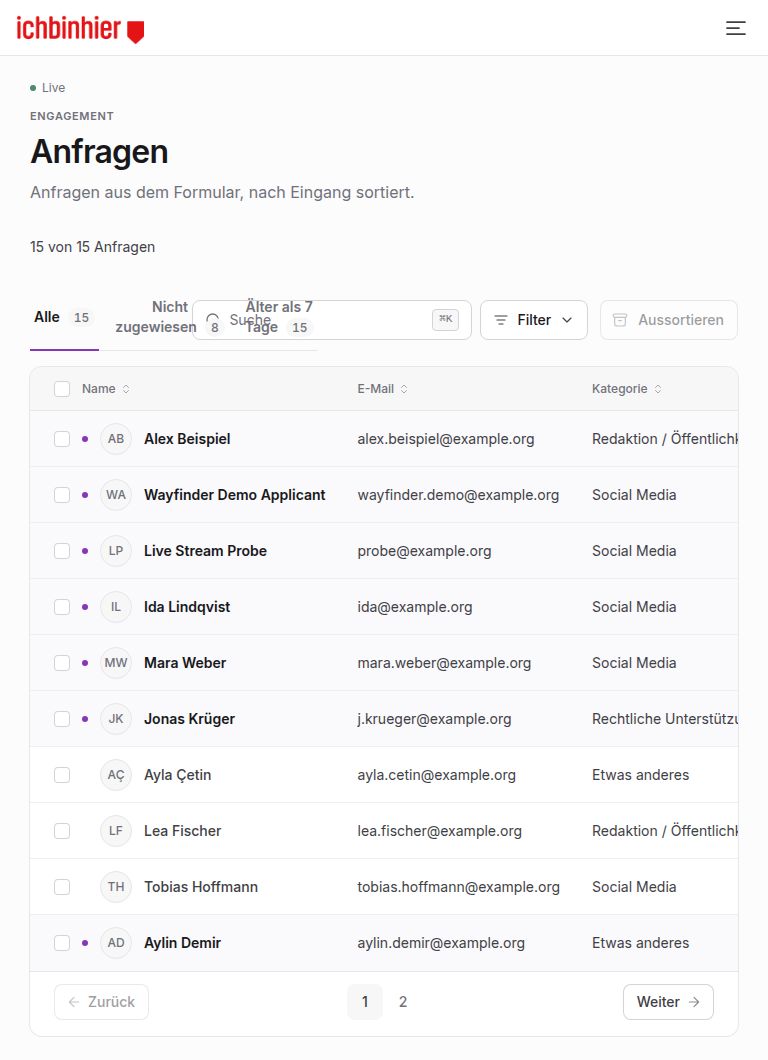 ichbinhier
Live
ENGAGEMENT
Anfragen
Anfragen aus dem Formular, nach Eingang sortiert.
15 von 15 Anfragen
Alle 15
Nicht zugewiesen 8
Älter als 7 Tage 15
Suche ⌘K
Filter
Aussortieren
Name E-Mail Kategorie
AB Alex Beispiel alex.beispiel@example.org Redaktion / Öffentlich
WA Wayfinder Demo Applicant wayfinder.demo@example.org Social Media
LP Live Stream Probe probe@example.org Social Media
IL Ida Lindqvist ida@example.org Social Media
MW Mara Weber mara.weber@example.org Social Media
JK Jonas Krüger j.krueger@example.org Rechtliche Unterstützu
AÇ Ayla Çetin ayla.cetin@example.org Etwas anderes
LF Lea Fischer lea.fischer@example.org Redaktion / Öffentlich
TH Tobias Hoffmann tobias.hoffmann@example.org Social Media
AD Aylin Demir aylin.demir@example.org Etwas anderes
Zurück 1 2 Weiter